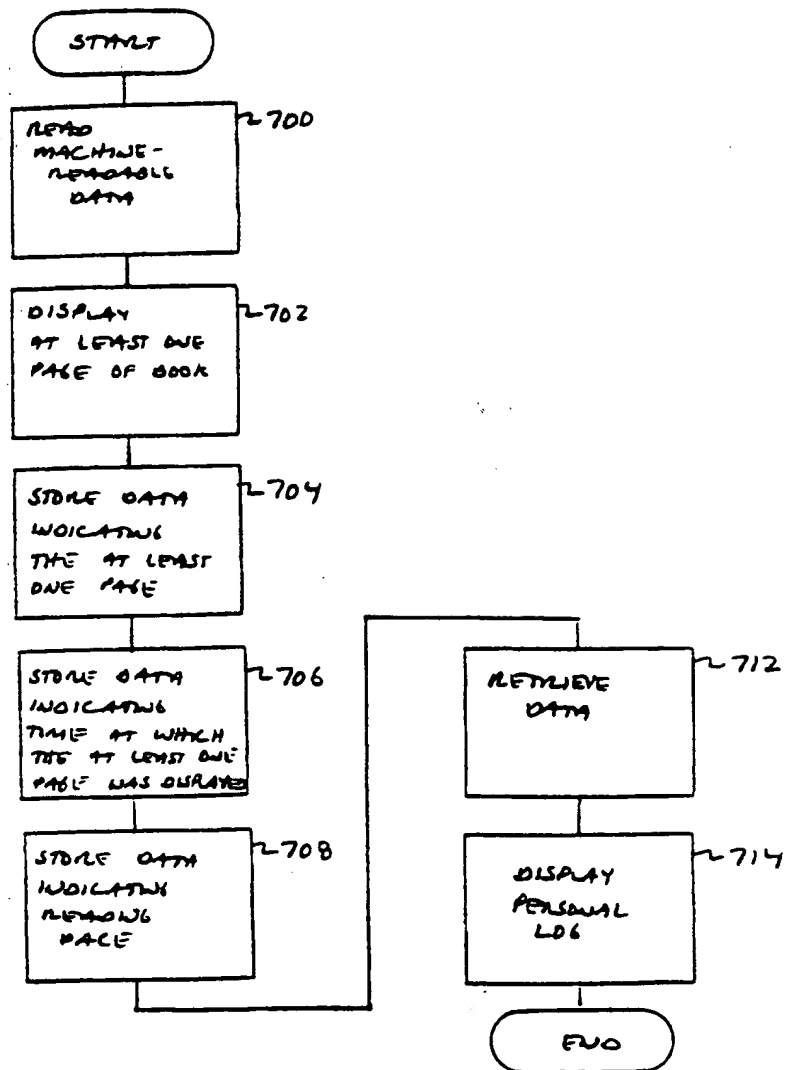 START
700
READ
MACHINE-
READABLE
DATA
702
DISPLAY
AT LEAST ONE
PAGE OF BOOK
704
STORE DATA
INDICATING
THE AT LEAST
ONE PAGE
706
STORE DATA
INDICATING
TIME AT WHICH
THE AT LEAST ONE
PAGE WAS DISPLAYED
708
STORE DATA
INDICATING
READING
PACE
712
RETRIEVE
DATA
714
DISPLAY
PERSONAL
LOG
END